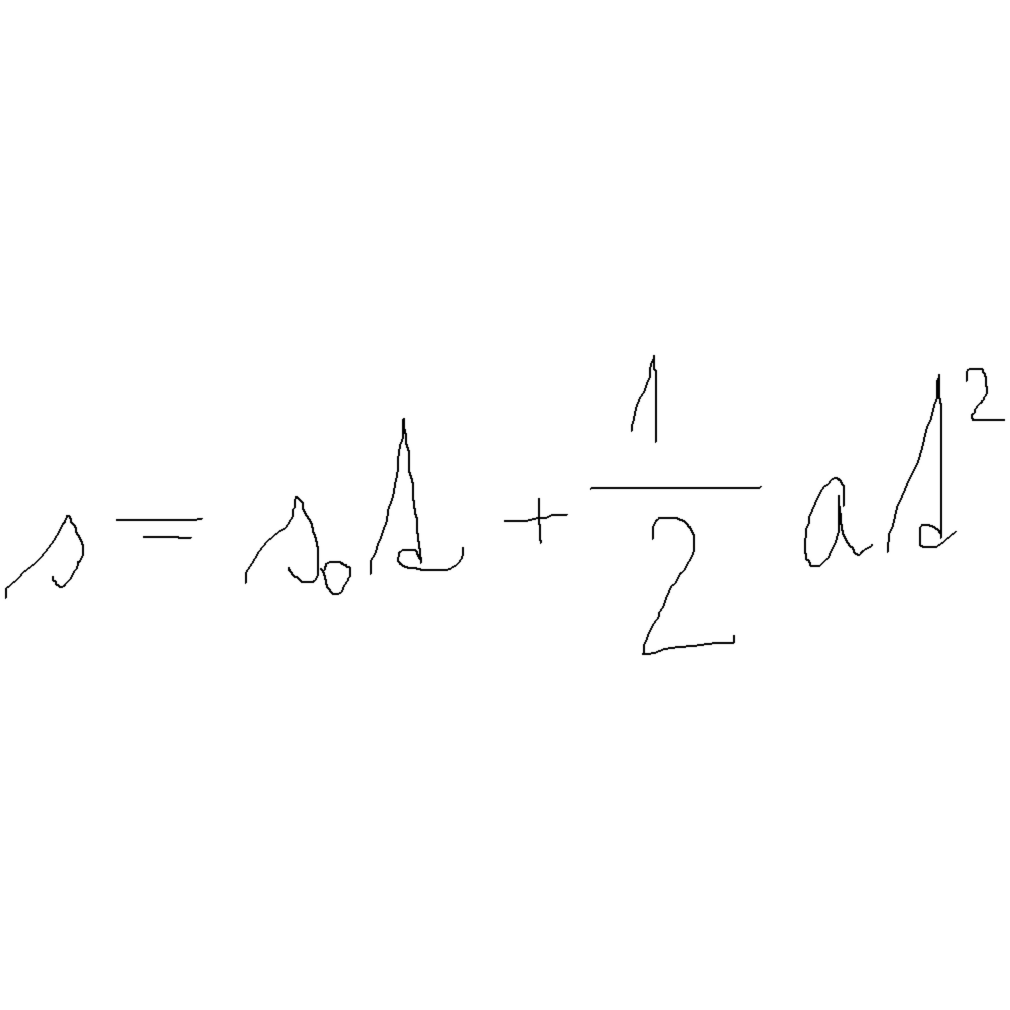 s = s₀t + 1/2 at²